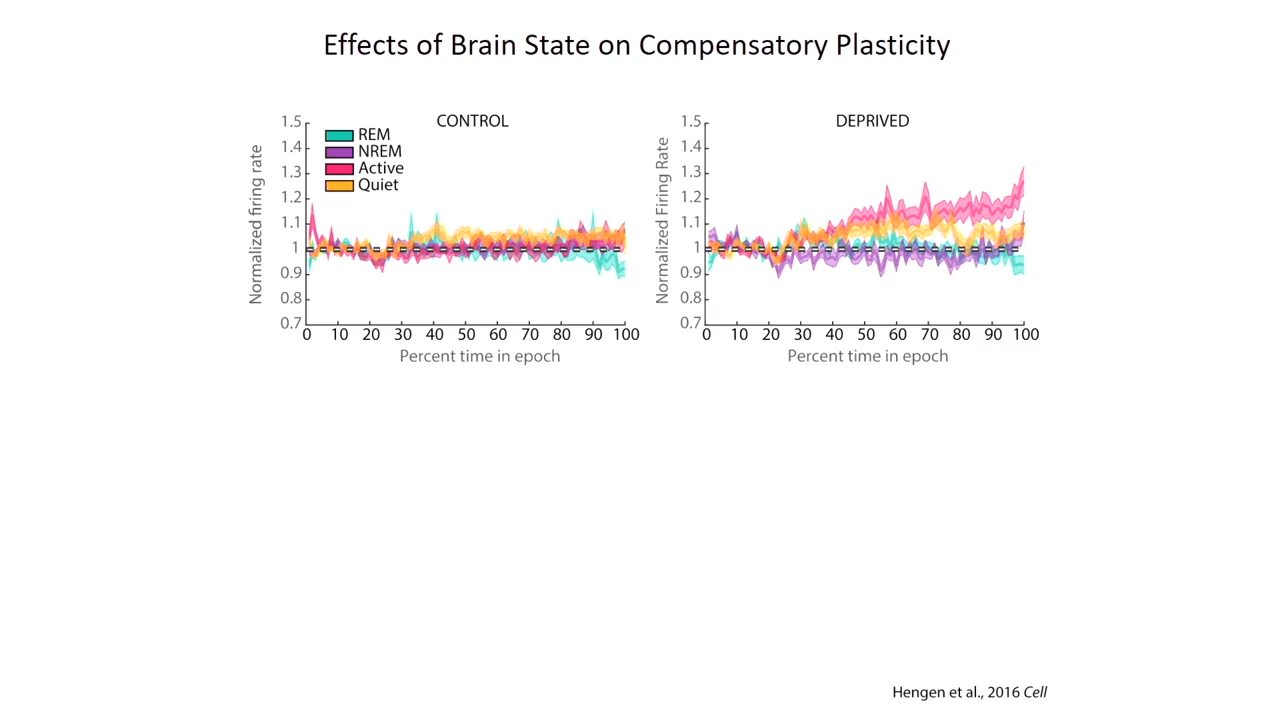 Effects of Brain State on Compensatory Plasticity
CONTROL
1.5
1.4
1.3
1.2
1.1
1
0.9
0.8
0.7
Normalized firing rate
REM
NREM
Active
Quiet
0 10 20 30 40 50 60 70 80 90 100
Percent time in epoch
DEPRIVED
1.5
1.4
1.3
1.2
1.1
1
0.9
0.8
0.7
Normalized Firing Rate
0 10 20 30 40 50 60 70 80 90 100
Percent time in epoch
Hengen et al., 2016 Cell